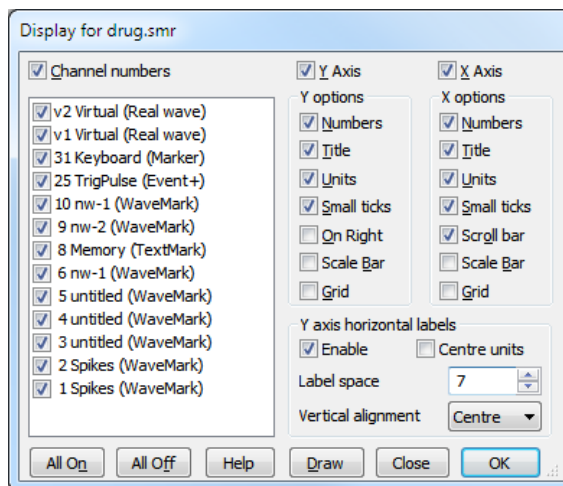 Display for drug.smr
Channel numbers
Y Axis
X Axis
v2 Virtual (Real wave)
v1 Virtual (Real wave)
31 Keyboard (Marker)
25 TrigPulse (Event+)
10 nw-1 (WaveMark)
9 nw-2 (WaveMark)
8 Memory (TextMark)
6 nw-1 (WaveMark)
5 untitled (WaveMark)
4 untitled (WaveMark)
3 untitled (WaveMark)
2 Spikes (WaveMark)
1 Spikes (WaveMark)
Y options
Numbers
Title
Units
Small ticks
On Right
Scale Bar
Grid
X options
Numbers
Title
Units
Small ticks
Scroll bar
Scale Bar
Grid
Y axis horizontal labels
Enable
Centre units
Label space
7
Vertical alignment
Centre
All On
All Off
Help
Draw
Close
OK